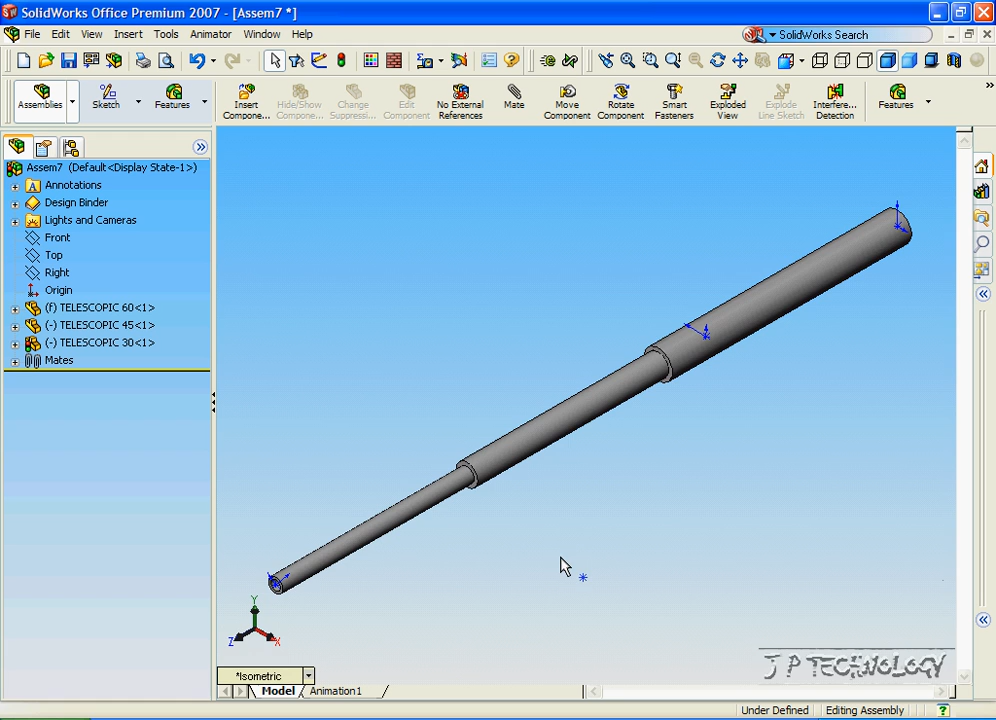 SolidWorks Office Premium 2007 - [Assem7 *]
File Edit View Insert Tools Animator Window Help
SolidWorks Search
Assemblies Sketch Features
Insert Compone... Hide/Show Compone... Change Suppressi... Edit Component No External References Mate Move Component Rotate Component Smart Fasteners Exploded View Explode Line Sketch Interfere... Detection Features
Assem7 (Default<Display State-1>)
Annotations
Design Binder
Lights and Cameras
Front
Top
Right
Origin
(f) TELESCOPIC 60<1>
(-) TELESCOPIC 45<1>
(-) TELESCOPIC 30<1>
Mates
Y
Z X
*Isometric
J P TECHNOLOGY
Model Animation1
Under Defined Editing Assembly